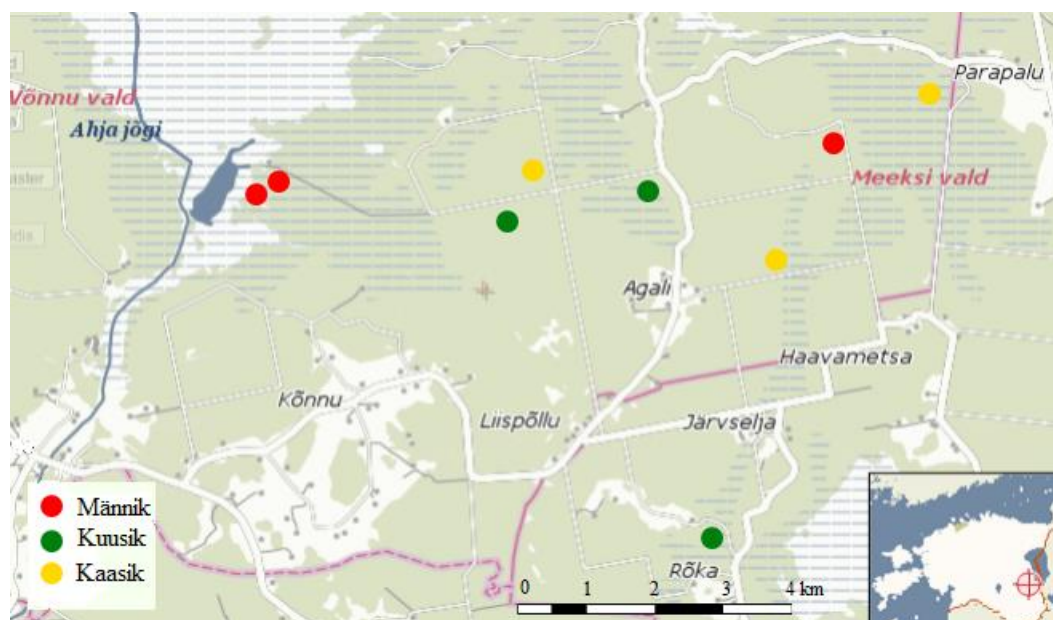 Parapalu
Võnnu vald
Ahja jõgi
Meeksi vald
Agali
Haavametsa
Kõnnu
Liispõllu
Järvselja
Männik
Kuusik
Kaasik
Rõka
0 1 2 3 4 km